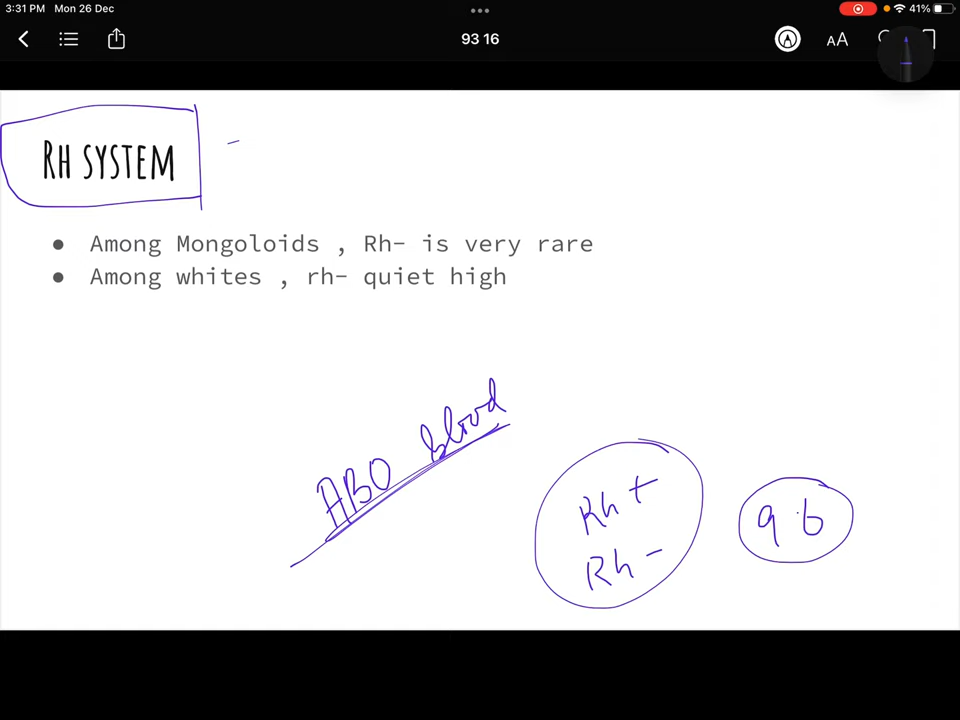 3:31 PM Mon 26 Dec
41%
93 16
AA
RH SYSTEM
● Among Mongoloids , Rh- is very rare
● Among whites , rh- quiet high
ABO blood
Rh +
Rh -